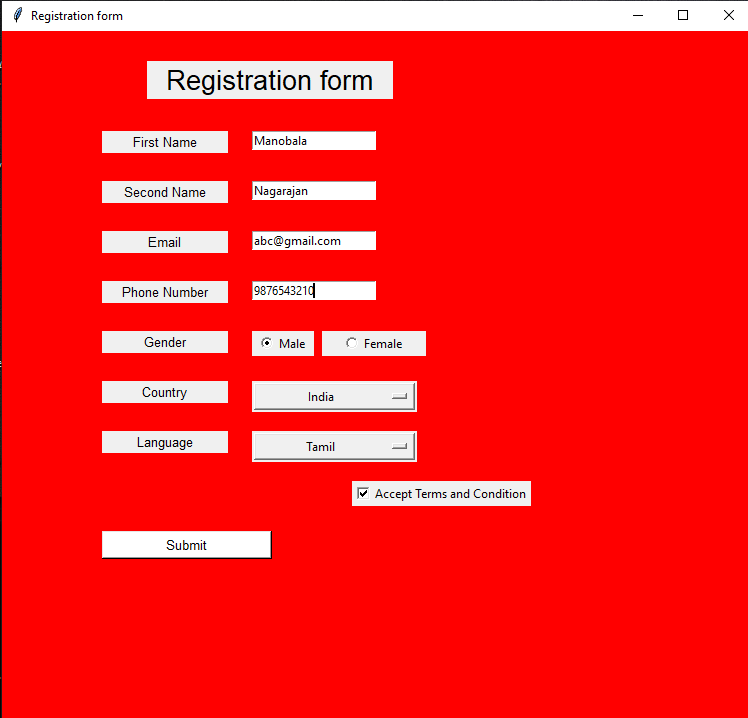 Registration form
Registration form
First Name Manobala
Second Name Nagarajan
Email abc@gmail.com
Phone Number 9876543210
Gender Male Female
Country India
Language Tamil
Accept Terms and Condition
Submit